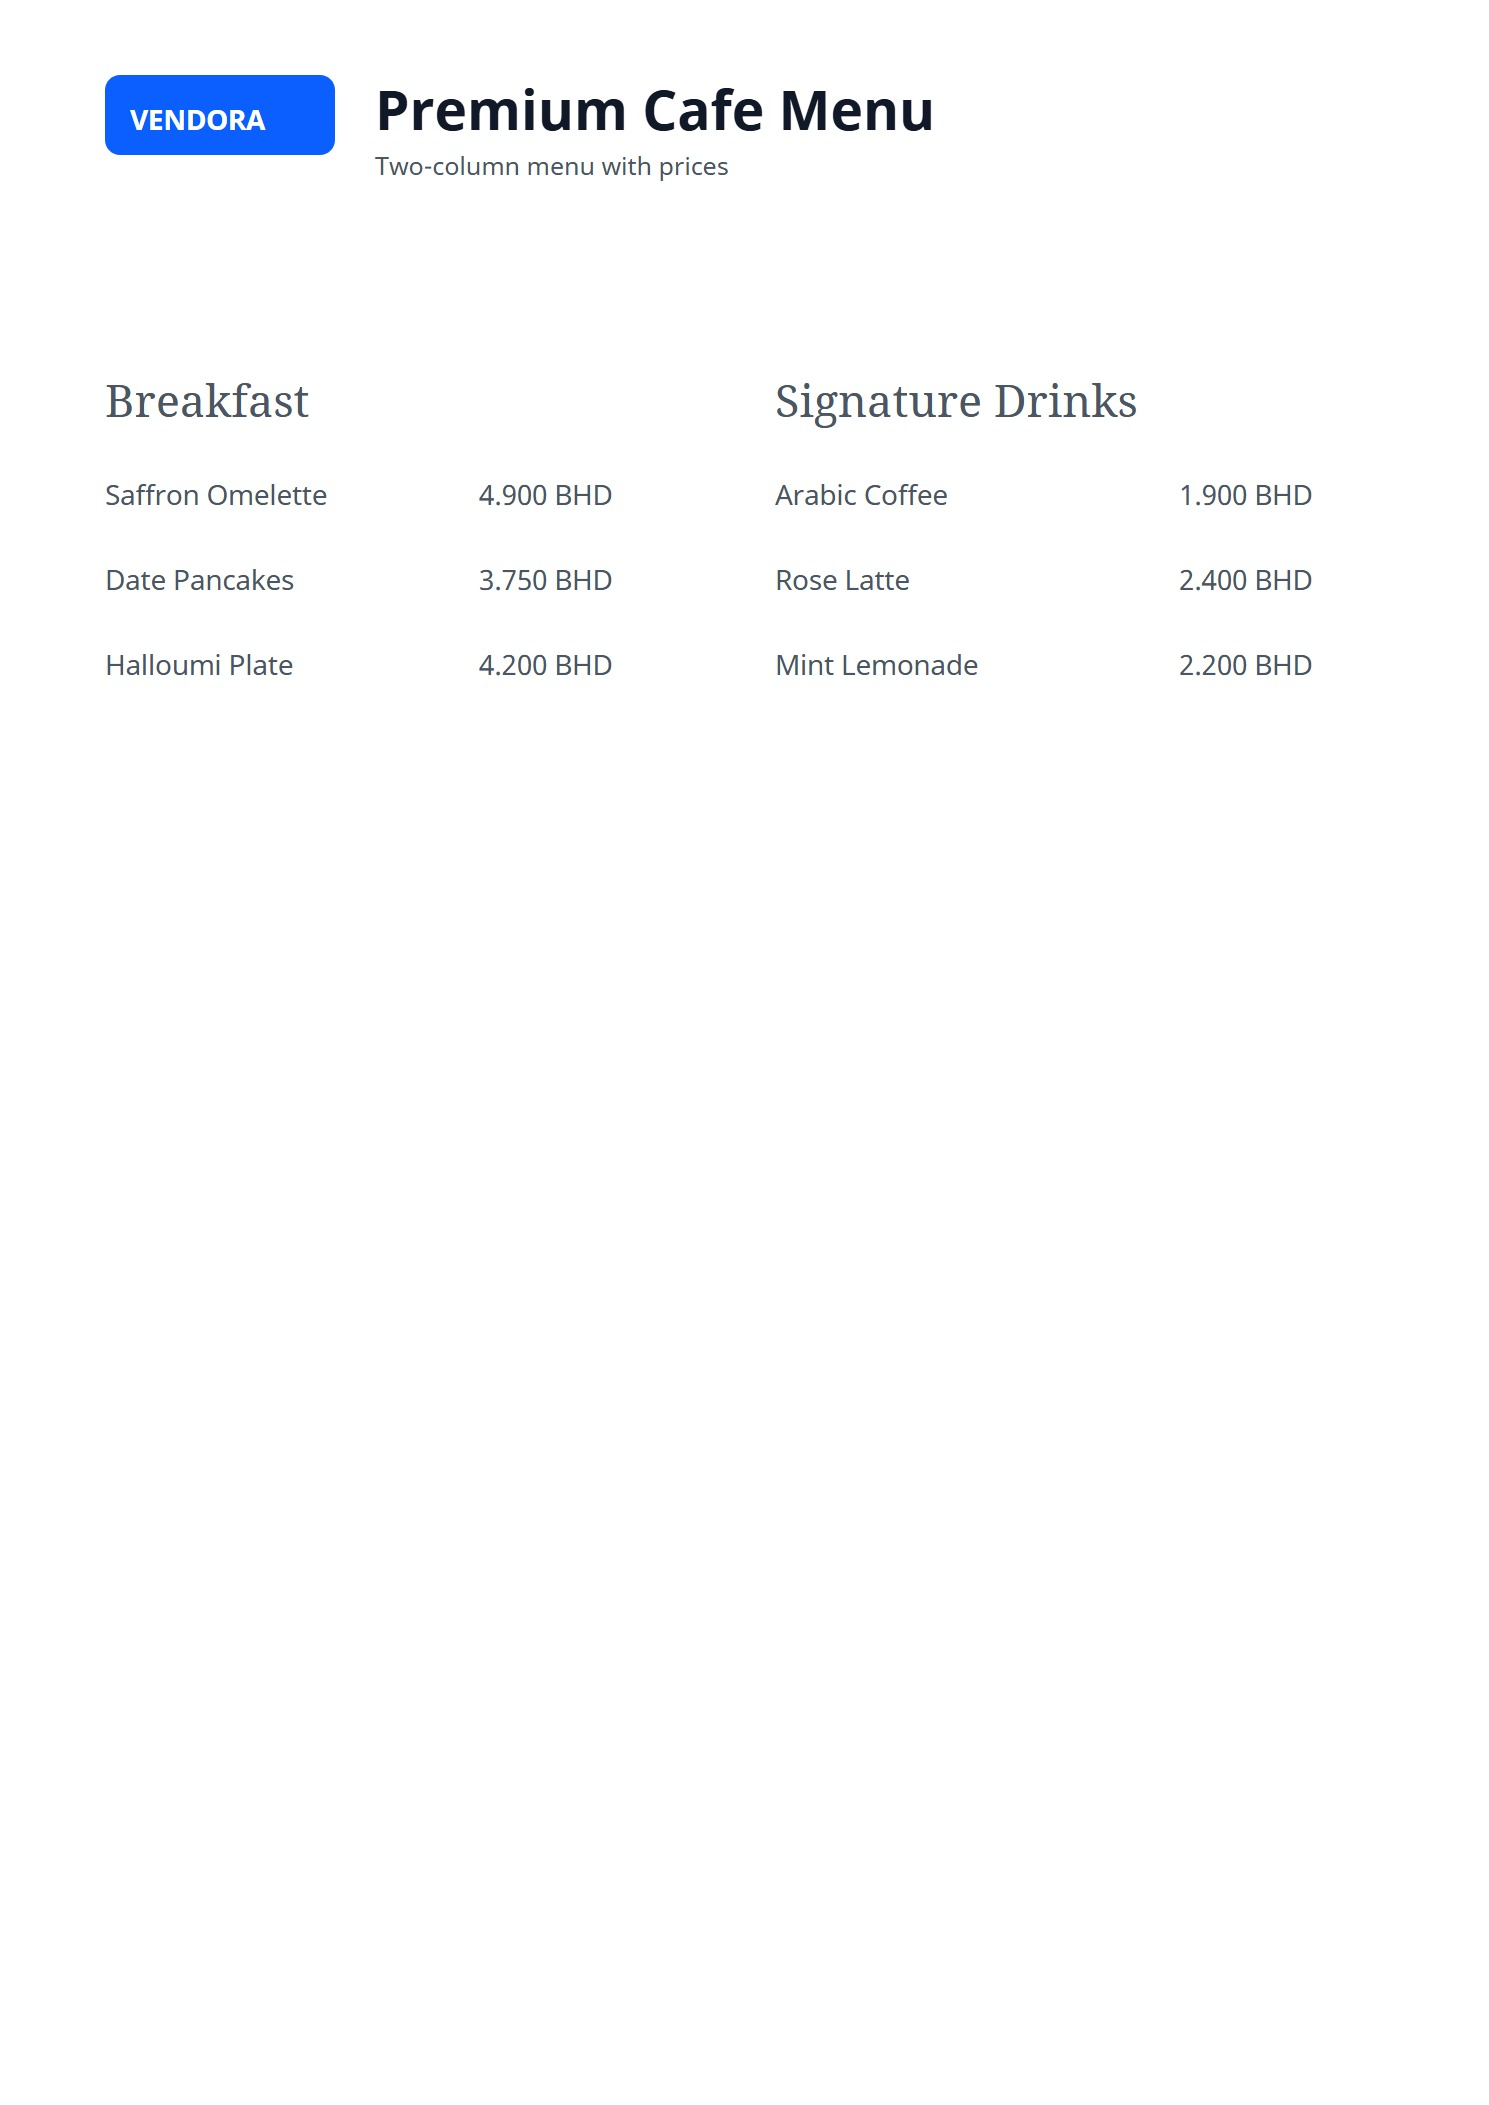 VENDORA
Premium Cafe Menu
Two-column menu with prices
Breakfast
Saffron Omelette 4.900 BHD
Date Pancakes 3.750 BHD
Halloumi Plate 4.200 BHD
Signature Drinks
Arabic Coffee 1.900 BHD
Rose Latte 2.400 BHD
Mint Lemonade 2.200 BHD